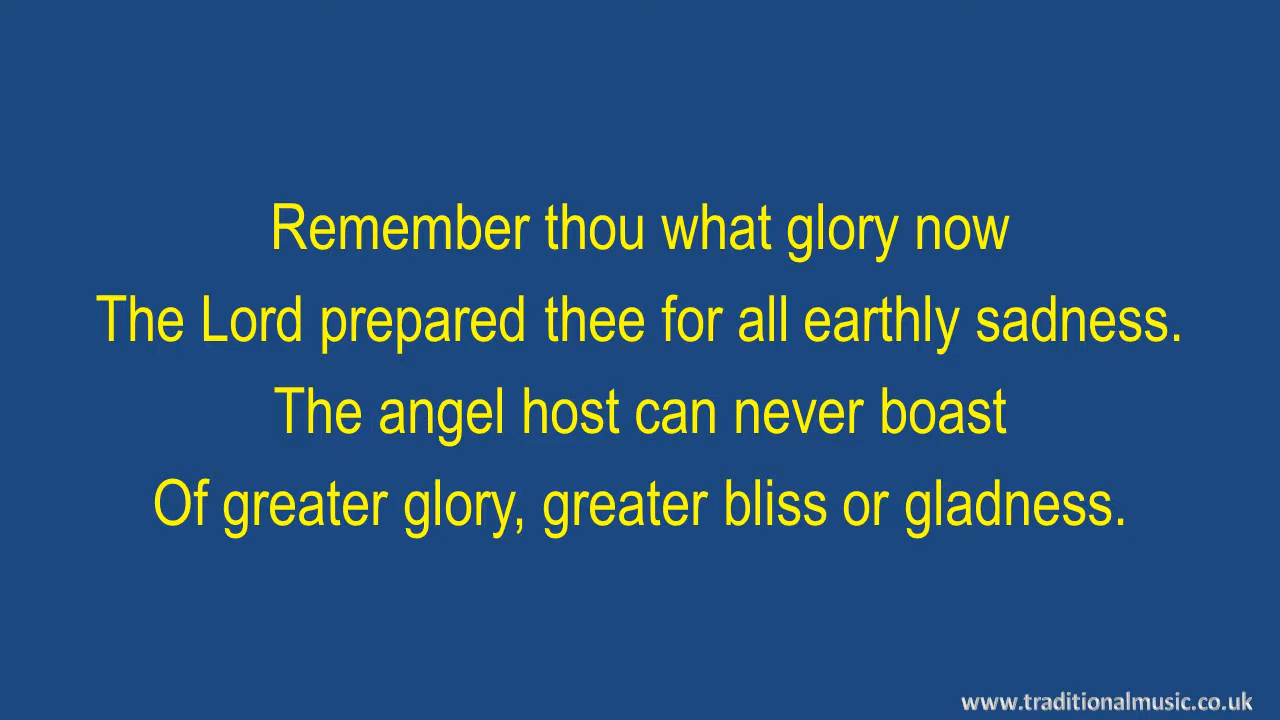 Remember thou what glory now
The Lord prepared thee for all earthly sadness.
The angel host can never boast
Of greater glory, greater bliss or gladness.
www.traditionalmusic.co.uk